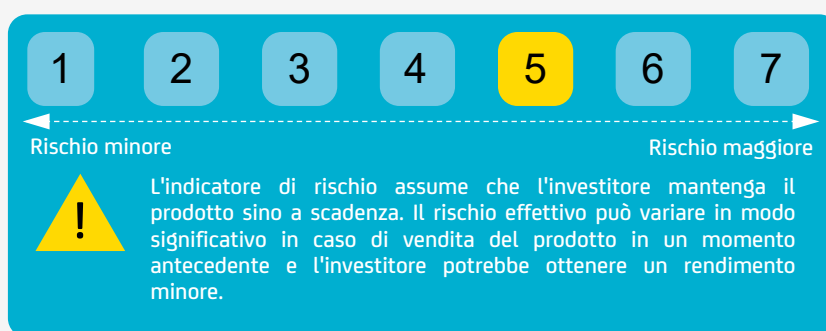 1 2 3 4 5 6 7
Rischio minore Rischio maggiore
!
L'indicatore di rischio assume che l'investitore mantenga il
prodotto sino a scadenza. Il rischio effettivo può variare in modo
significativo in caso di vendita del prodotto in un momento
antecedente e l'investitore potrebbe ottenere un rendimento
minore.